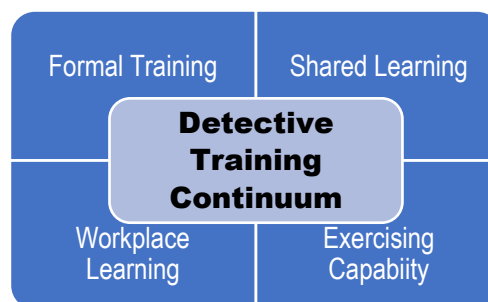 Formal Training
Shared Learning
Detective
Training
Continuum
Workplace
Learning
Exercising
Capabiity